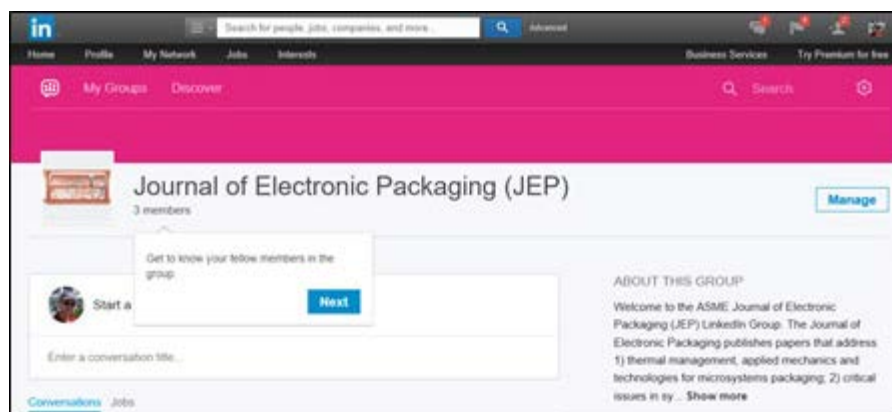 in
Search for people, jobs, companies, and more...
Advanced
Home Profile My Network Jobs Interests
Business Services Try Premium for free
My Groups Discover
Search
Journal of Electronic Packaging (JEP)
3 members
Manage
Get to know your fellow members in the
group
Next
Start a
Enter a conversation title...
Conversations Jobs
ABOUT THIS GROUP
Welcome to the ASME Journal of Electronic
Packaging (JEP) LinkedIn Group. The Journal of
Electronic Packaging publishes papers that address
1) thermal management, applied mechanics and
technologies for microsystems packaging; 2) critical
issues in sy... Show more